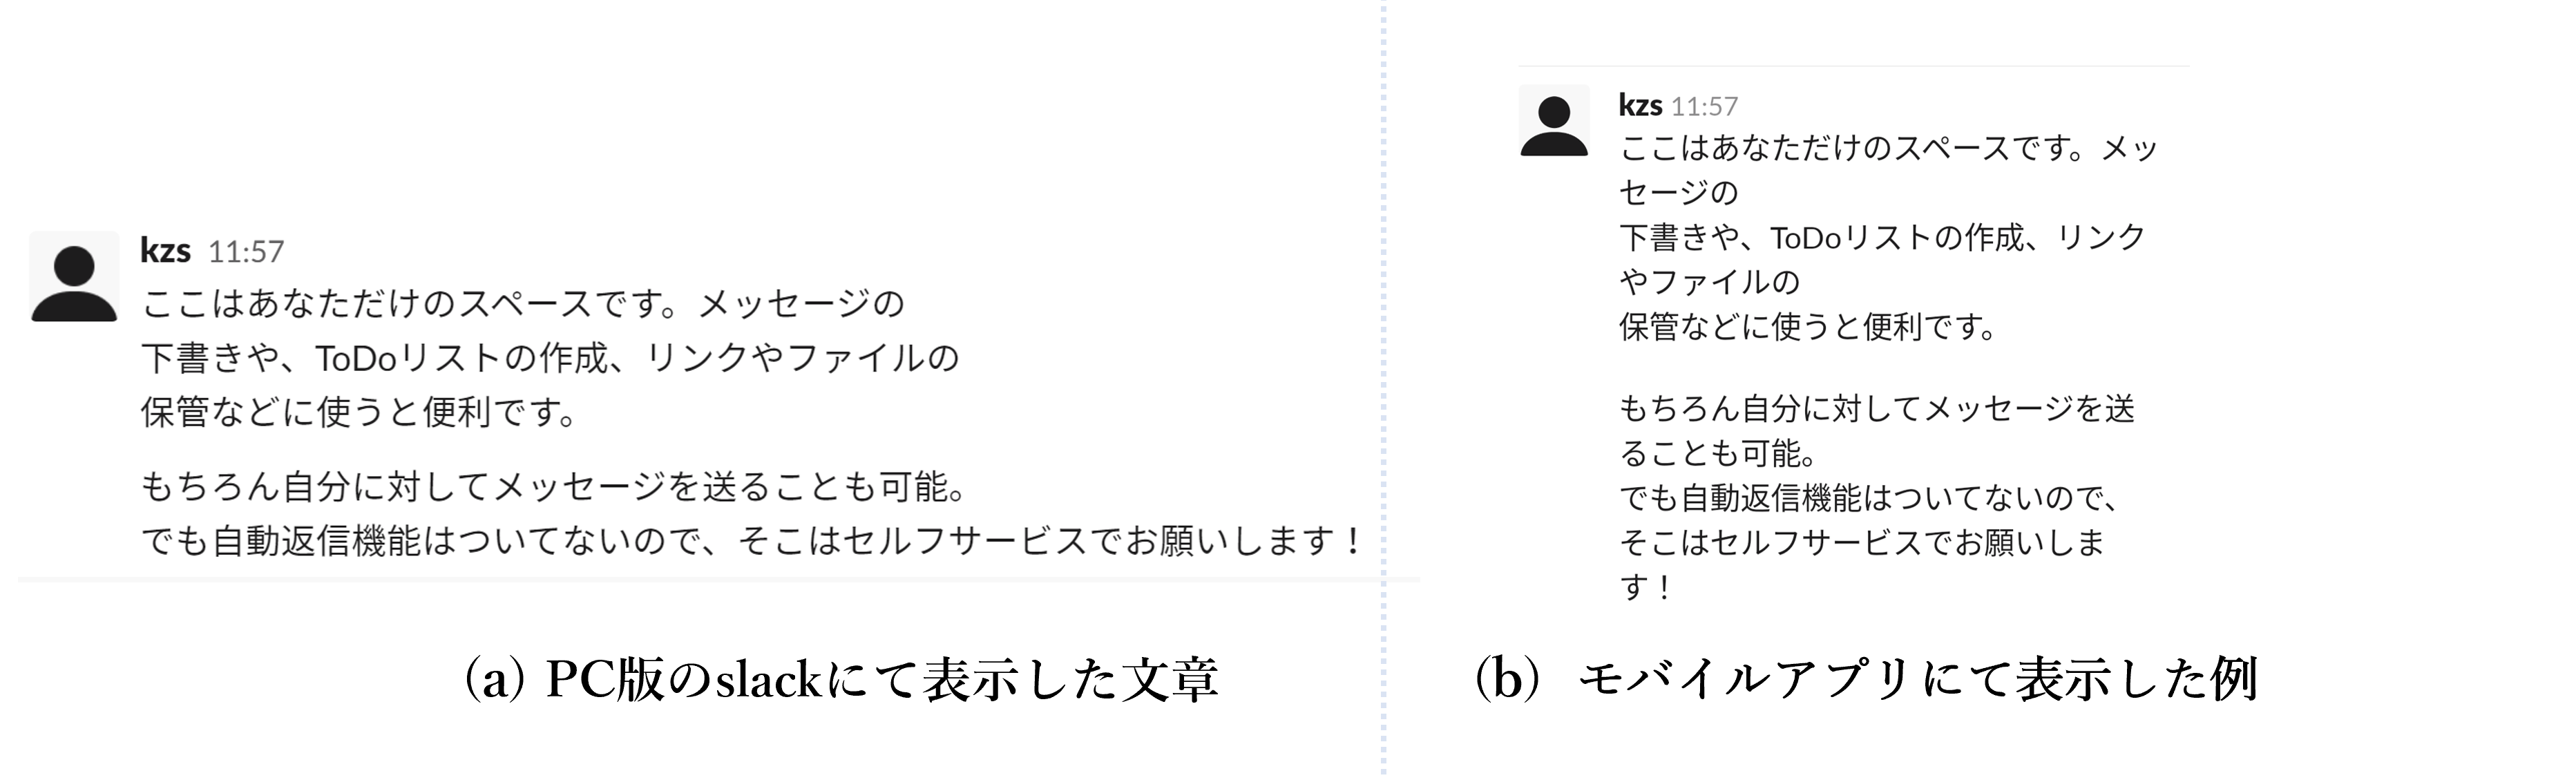 kzs 11:57
ここはあなただけのスペースです。メッセージの
下書きや、ToDoリストの作成、リンクやファイルの
保管などに使うと便利です。
もちろん自分に対してメッセージを送ることも可能。
でも自動返信機能はついてないので、そこはセルフサービスでお願いします！
(a) PC版のslackにて表示した文章
kzs 11:57
ここはあなただけのスペースです。メッ
セージの
下書きや、ToDoリストの作成、リンク
やファイルの
保管などに使うと便利です。
もちろん自分に対してメッセージを送
ることも可能。
でも自動返信機能はついてないので、
そこはセルフサービスでお願いしま
す！
(b) モバイルアプリにて表示した例